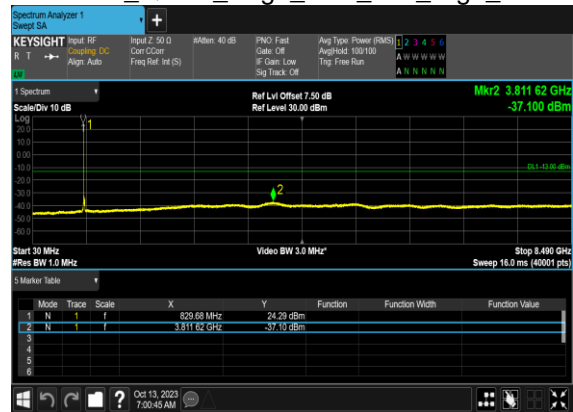 Spectrum Analyzer 1
Swept SA
KEYSIGHT Input: RF Input Z: 50 Ω #Atten: 40 dB PNO: Fast Avg Type: Power (RMS) 1 2 3 4 5 6
R T Coupling: DC Corr CCorr Gate: Off Avg|Hold: 100/100 A W W W W W
Align: Auto Freq Ref: Int (S) IF Gain: Low Trig: Free Run
LXI Sig Track: Off A N N N N N
1 Spectrum Ref Lvl Offset 7.50 dB Mkr2 3.811 62 GHz
Scale/Div 10 dB Ref Level 30.00 dBm -37.100 dBm
Log
20.0
10.0
0.00
-10.0
-20.0
-30.0
-40.0
-50.0
-60.0
1
DL1 -13.00 dBm
2
Start 30 MHz Video BW 3.0 MHz* Stop 8.490 GHz
#Res BW 1.0 MHz Sweep 16.0 ms (40001 pts)
5 Marker Table
Mode Trace Scale X Y Function Function Width Function Value
1 N 1 f 829.68 MHz 24.29 dBm
2 N 1 f 3.811 62 GHz -37.10 dBm
3
4
5
6
? Oct 13, 2023
7:00:45 AM